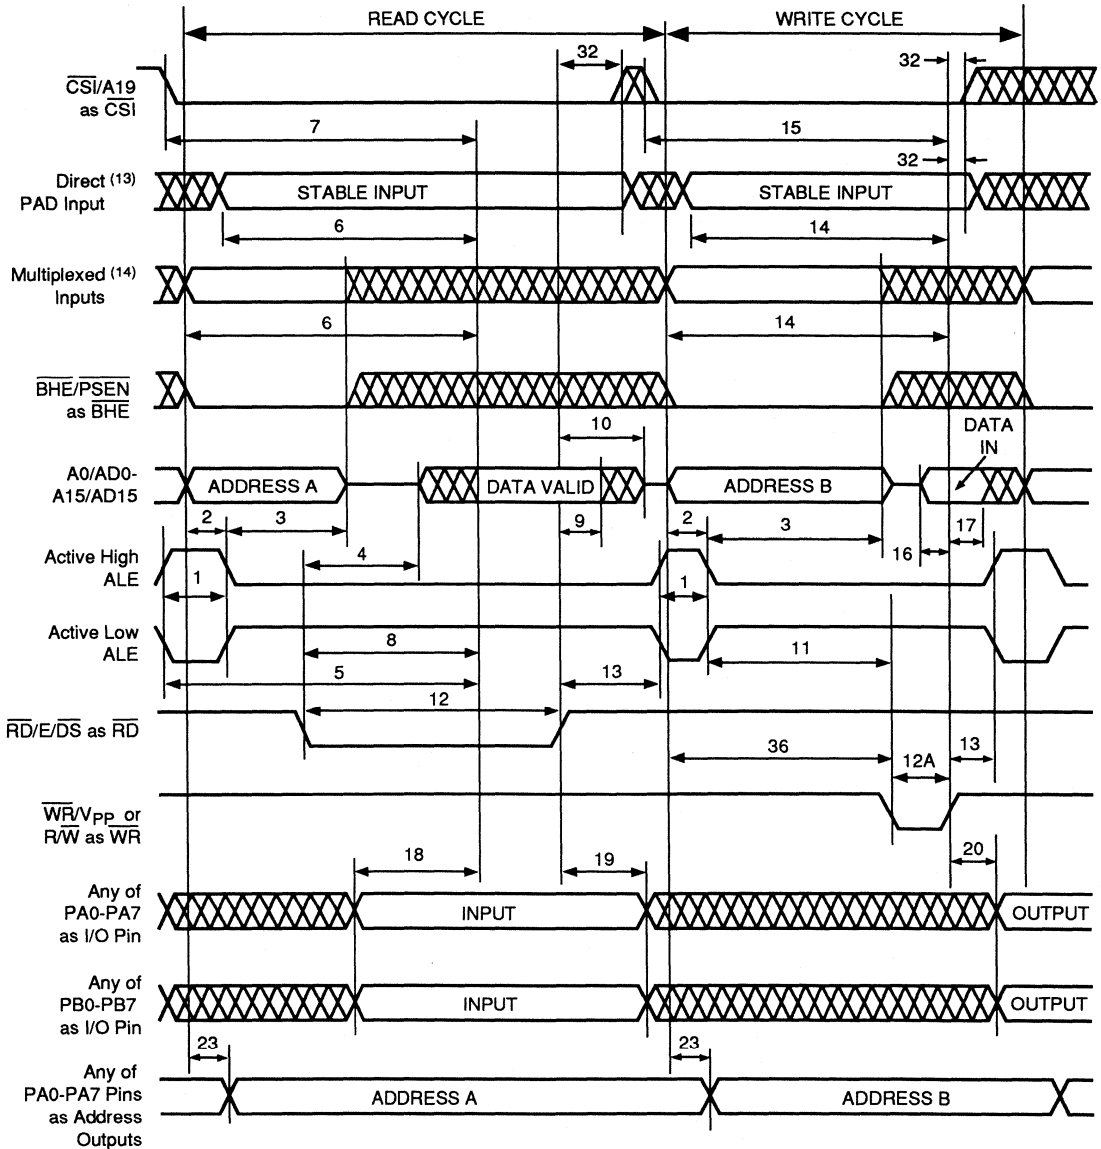 READ CYCLE WRITE CYCLE
32 32
CSI/A19
as CSI
7 15
32
Direct (13)
PAD Input
STABLE INPUT STABLE INPUT
6 14
Multiplexed (14)
Inputs
6 14
BHE/PSEN
as BHE
10
DATA
IN
A0/AD0-
A15/AD15
ADDRESS A DATA VALID ADDRESS B
2 3 9 2 3 17
4 16
Active High
ALE
1 1
Active Low
ALE
8 11
5 13
12
RD/E/DS as RD
36 12A 13
WR/VPP or
R/W as WR
18 19 20
Any of
PA0-PA7
as I/O Pin
INPUT OUTPUT
Any of
PB0-PB7
as I/O Pin
INPUT OUTPUT
23 23
Any of
PA0-PA7 Pins
as Address
Outputs
ADDRESS A ADDRESS B